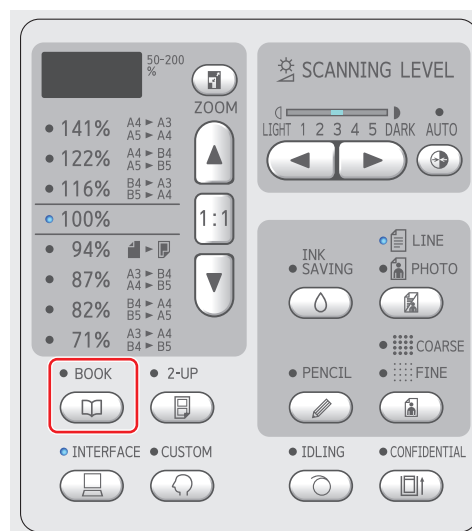 50-200
%
ZOOM
141% A4 ► A3
A5 ► A4
122% A4 ► B4
A5 ► B5
116% B4 ► A3
B5 ► A4
100%
1:1
94%
87% A3 ► B4
A4 ► B5
82% B4 ► A4
B5 ► A5
71% A3 ► A4
B4 ► B5
SCANNING LEVEL
LIGHT 1 2 3 4 5 DARK AUTO
INK
SAVING
LINE
PHOTO
COARSE
PENCIL
FINE
BOOK
2-UP
INTERFACE
CUSTOM
IDLING
CONFIDENTIAL